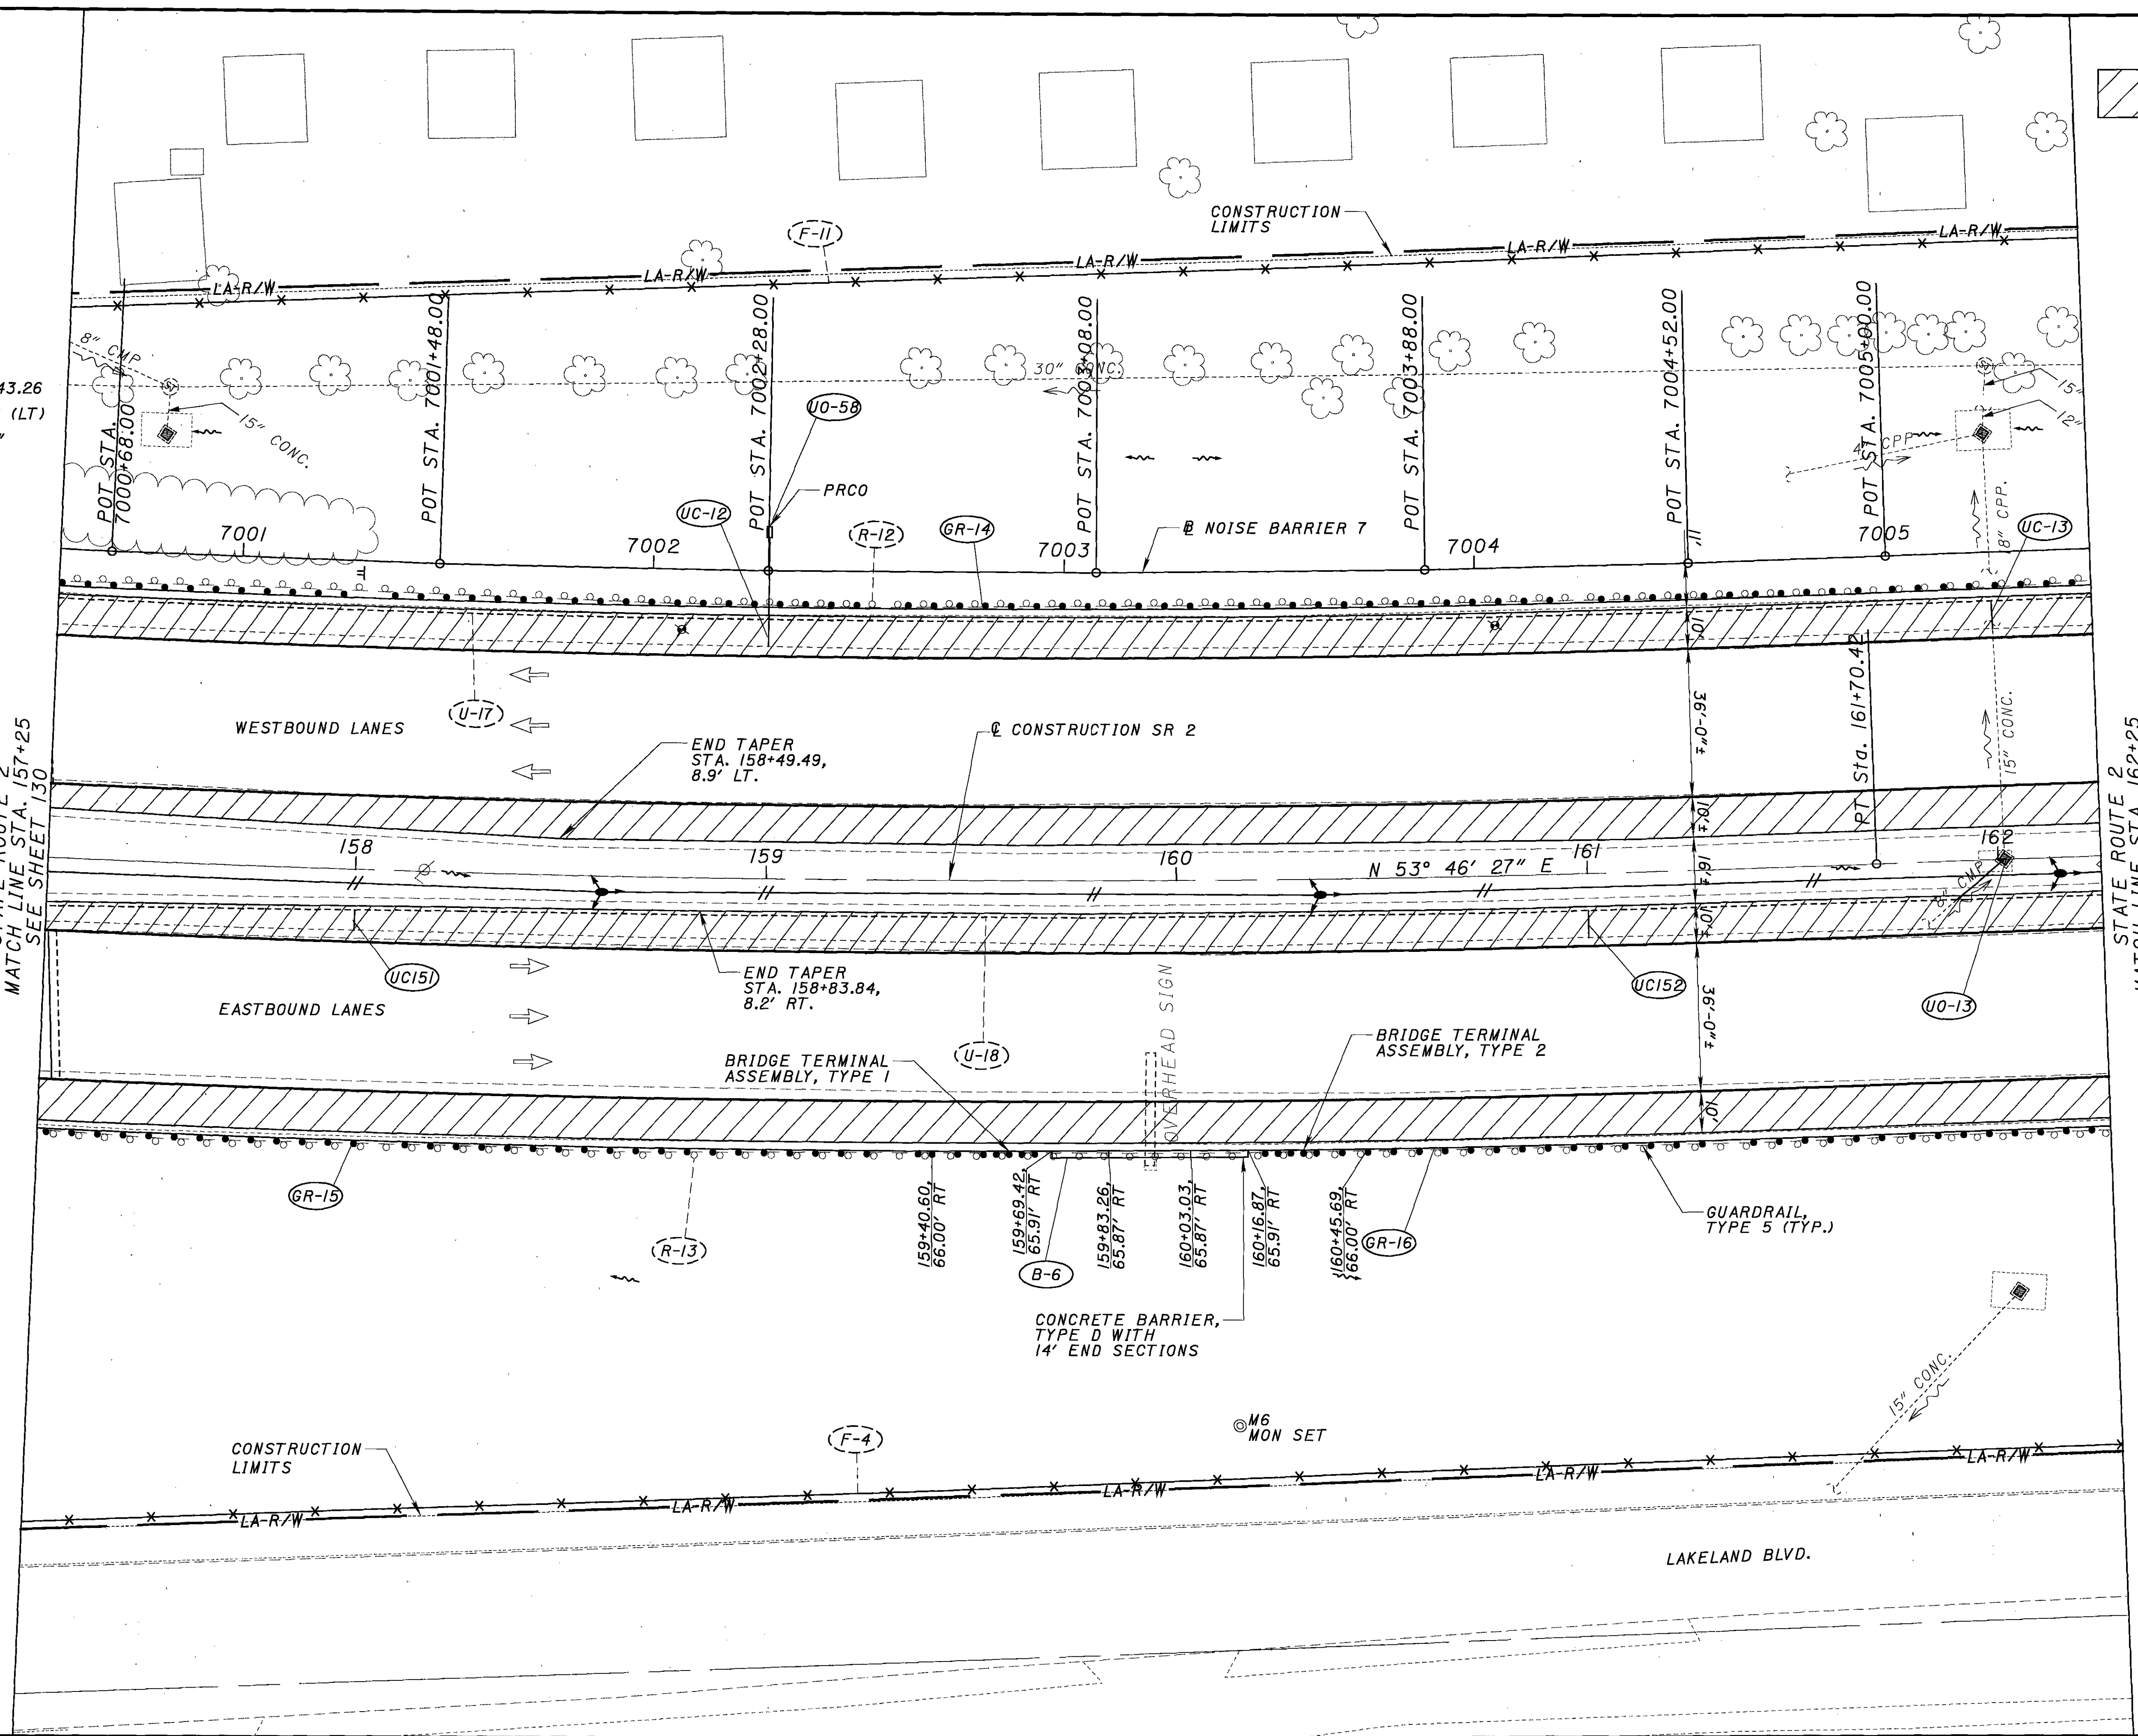 CONSTRUCTION
LIMITS
F-11
LA-R/W
LA-R/W
LA-R/W
LA-R/W
LA-R/W
43.26
(LT)
8" CMP
15" CONC.
30" CONC.
POT STA.
7000+68.00
POT STA. 7001+48.00
POT STA. 7002+28.00
POT STA. 7003+08.00
POT STA. 7003+88.00
POT STA. 7004+52.00
POT STA. 7005+00.00
UO-58
PRCO
UC-12
R-12
GR-14
℄ NOISE BARRIER 7
15"
12"
CPP
18" CPP.
UC-13
7001
7002
7003
7004
7005
11'
10'
36'-0"±
10'±
16'±
10'±
36'-0"±
10'
U-17
WESTBOUND LANES
END TAPER
STA. 158+49.49,
8.9' LT.
℄ CONSTRUCTION SR 2
PT Sta. 161+70.42
15" CONC.
MATCH LINE STA. 157+25
SEE SHEET 130
STATE ROUTE 2
MATCH LINE STA. 162+25
158
159
160
161
162
N 53° 46' 27" E
8" CMP
UC151
END TAPER
STA. 158+83.84,
8.2' RT.
U-18
OVERHEAD SIGN
UC152
UO-13
EASTBOUND LANES
BRIDGE TERMINAL
ASSEMBLY, TYPE 1
BRIDGE TERMINAL
ASSEMBLY, TYPE 2
GR-15
R-13
159+40.60,
66.00' RT
159+69.42,
65.91' RT
159+83.26,
65.87' RT
160+03.03,
65.87' RT
160+16.87,
65.91' RT
160+45.69,
66.00' RT
B-6
GR-16
GUARDRAIL,
TYPE 5 (TYP.)
CONCRETE BARRIER,
TYPE D WITH
14' END SECTIONS
15" CONC.
M6
MON SET
F-4
CONSTRUCTION
LIMITS
LA-R/W
LA-R/W
LA-R/W
LA-R/W
LA-R/W
LAKELAND BLVD.